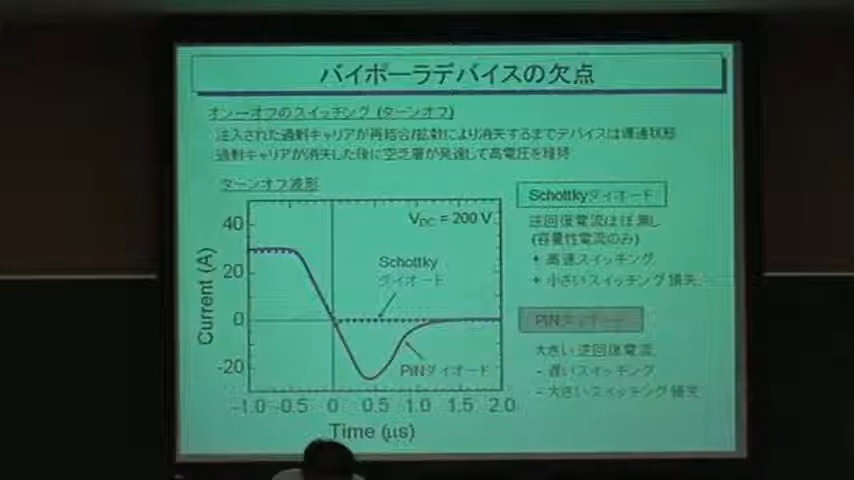 バイポーラデバイスの欠点
オン－オフのスイッチング (ターンオフ)
注入された過剰キャリアが再結合/拡散により消失するまでデバイスは導通状態
過剰キャリアが消失した後に空乏層が発達して高電圧を維持
ターンオフ波形
VDC = 200 V
Schottky
ダイオード
PiNダイオード
Current (A)
40
20
0
-20
-1.0 -0.5 0 0.5 1.0 1.5 2.0
Time (μs)
Schottkyダイオード
逆回復電流ほぼ無し
(容量性電流のみ)
+ 高速スイッチング
+ 小さいスイッチング損失
PiNダイオード
大きい逆回復電流
- 遅いスイッチング
- 大きいスイッチング損失